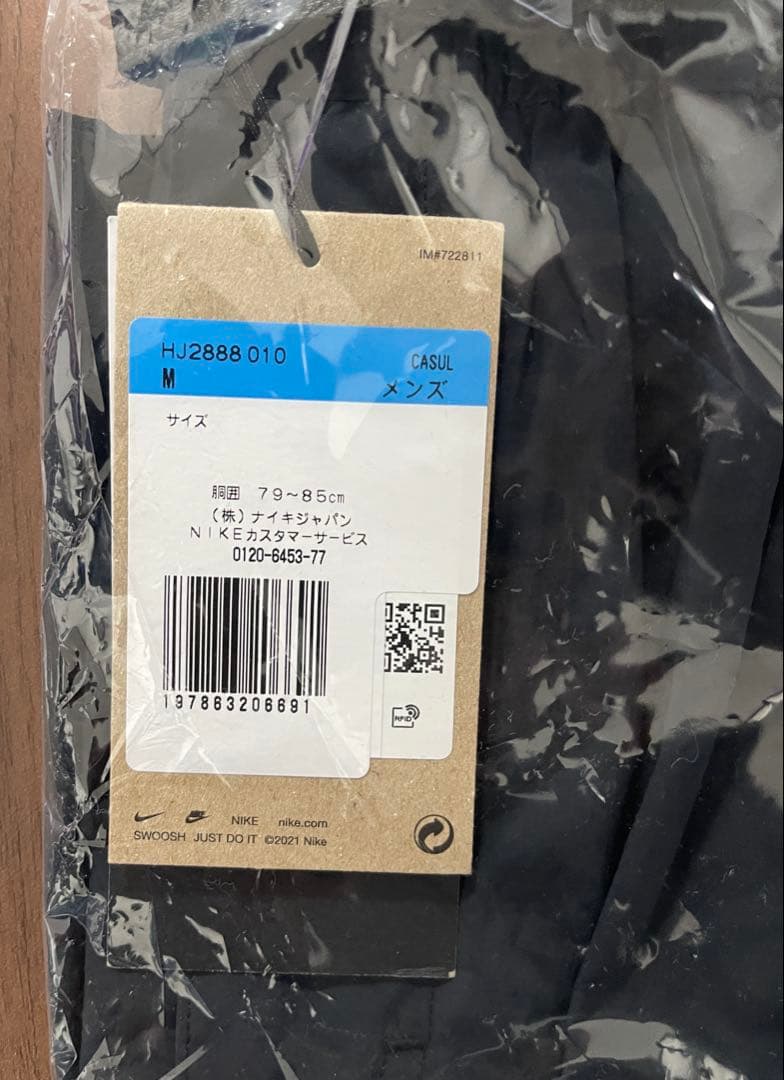 IM#722811
HJ2888 010
CASUL
M
メンズ
サイズ
胴囲 79～85cm
(株)ナイキジャパン
NIKEカスタマーサービス
0120-6453-77
197863206691
RFID
NIKE nike.com
SWOOSH JUST DO IT ©2021 Nike